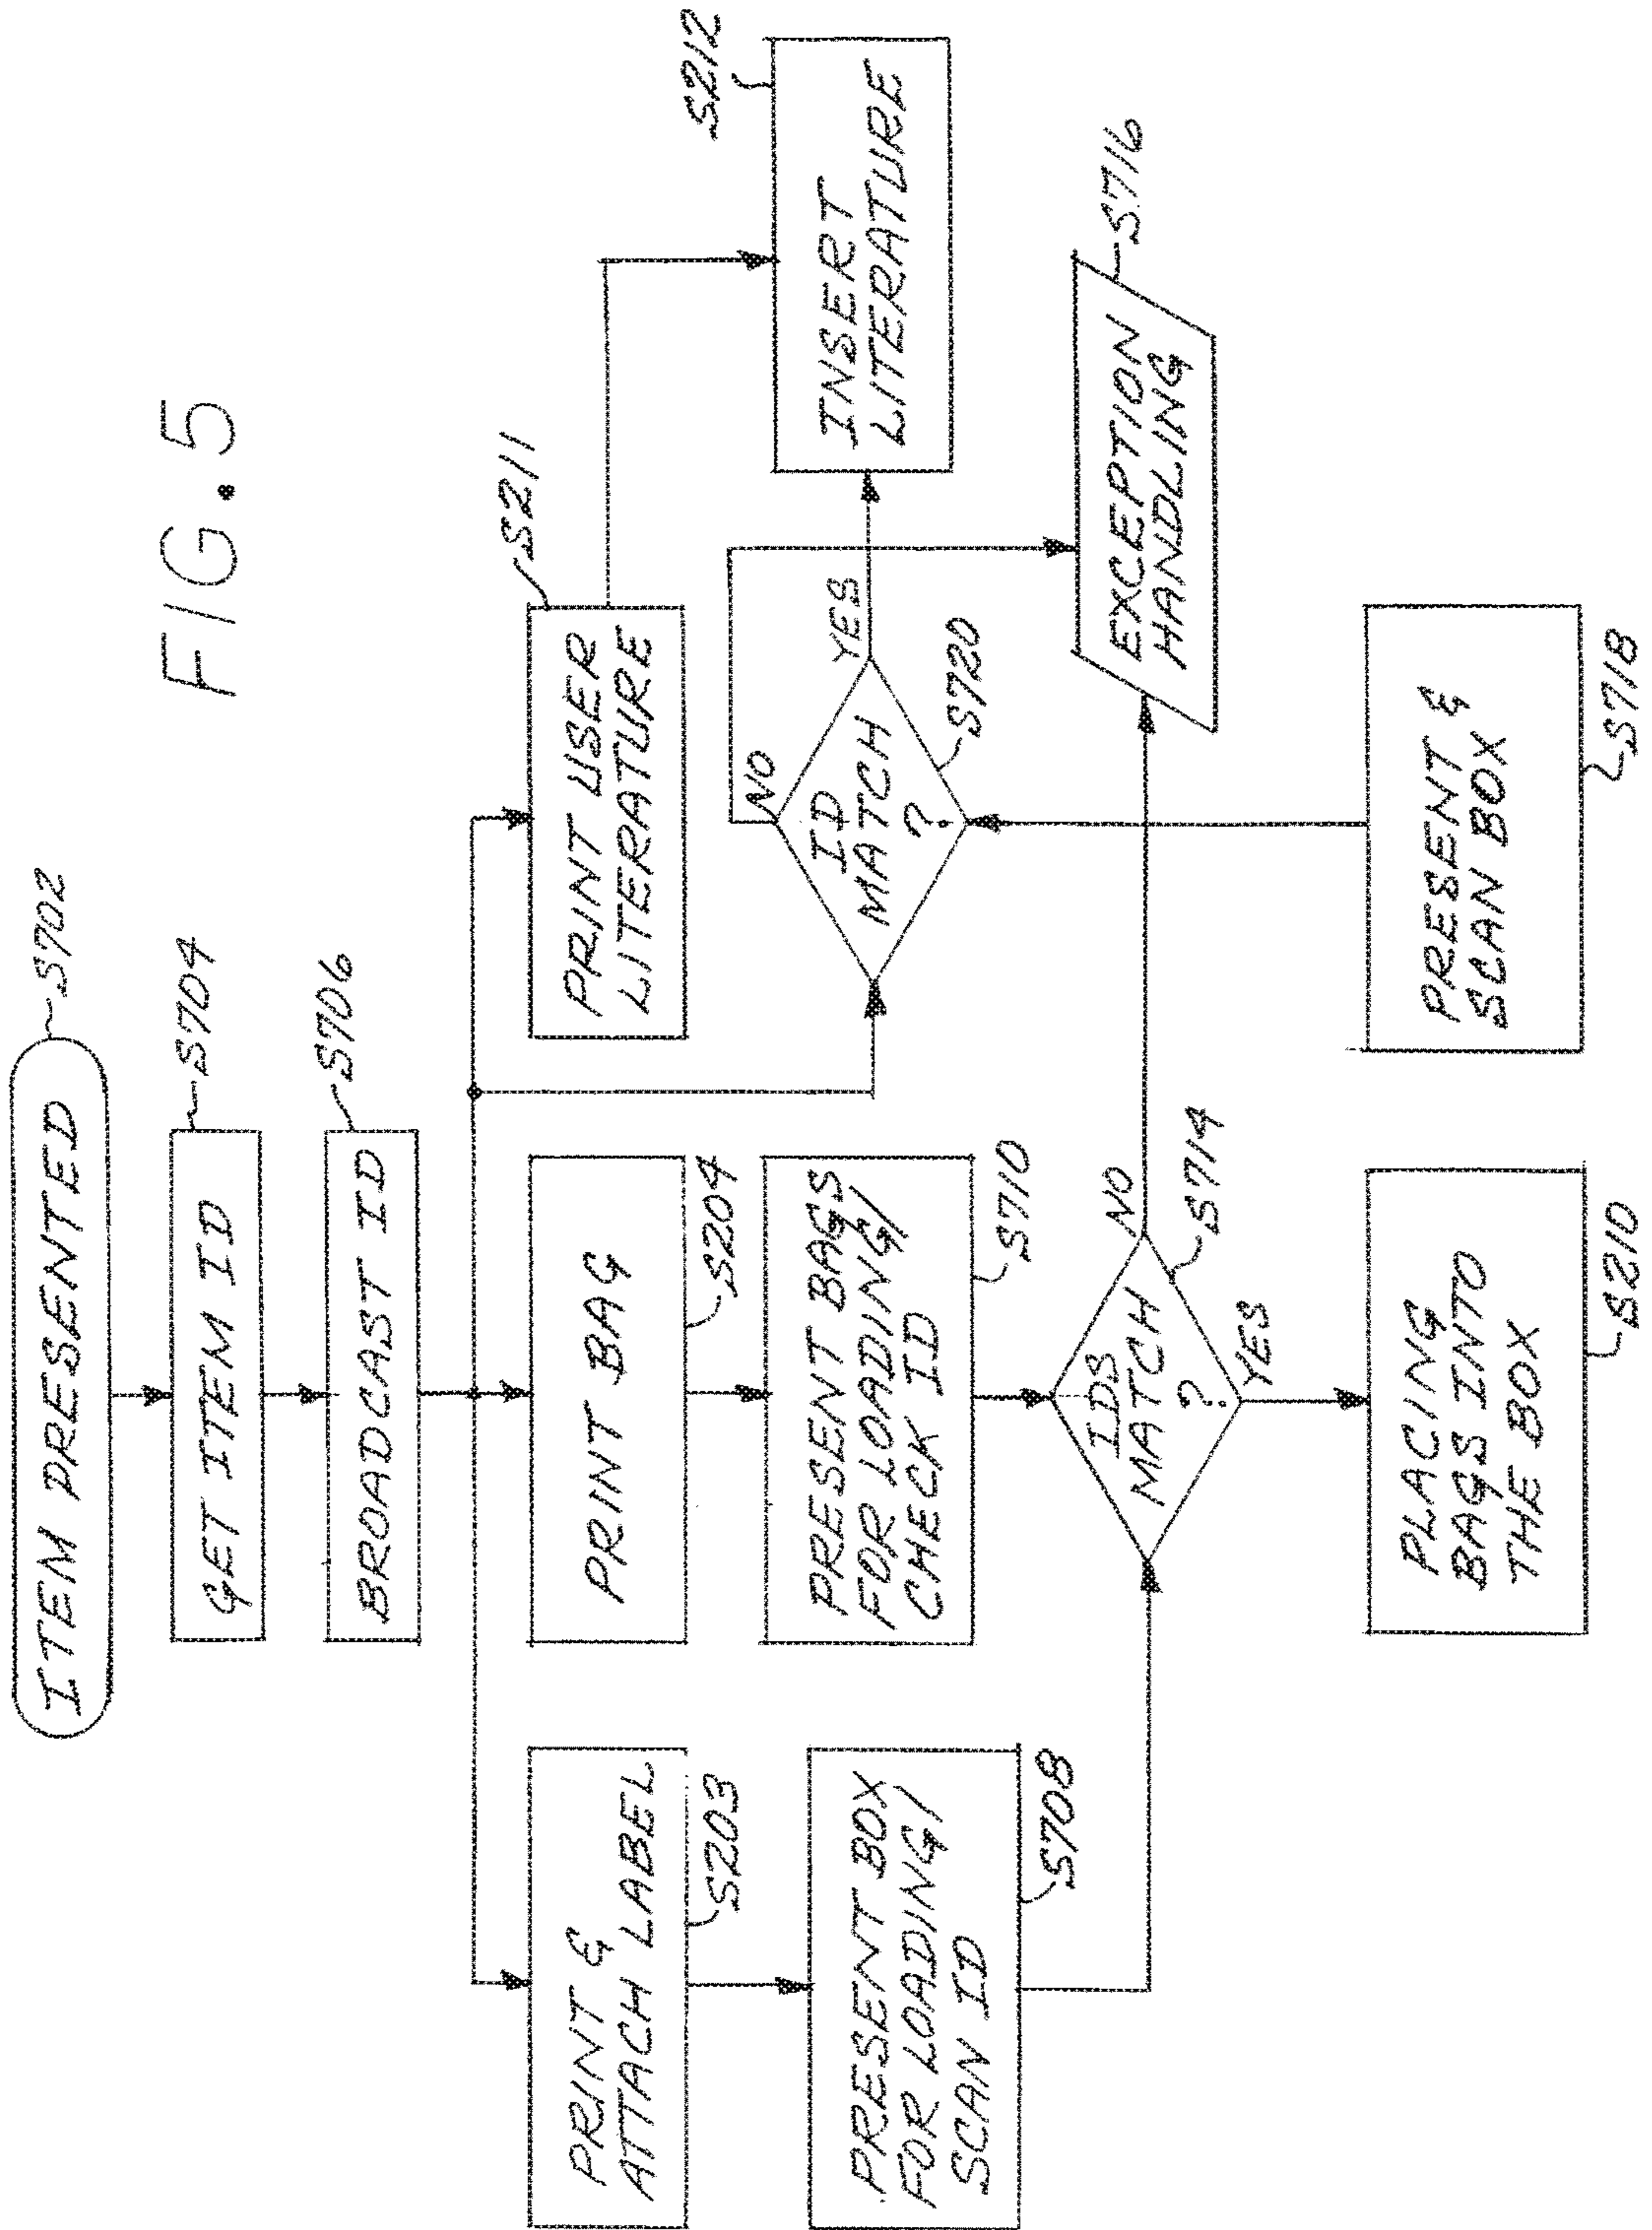 FIG. 5
ITEM PRESENTED
S702
GET ITEM ID
S704
BROADCAST ID
S706
PRINT &
ATTACH LABEL
S203
PRINT BAG
S204
PRINT USER
LITERATURE
S211
PRESENT BOX
FOR LOADING/
SCAN ID
S708
PRESENT BAGS
FOR LOADING/
CHECK ID
S710
ID
MATCH
?
NO
YES
S720
INSERT
LITERATURE
S212
IDS
MATCH
?
NO
YES
S714
EXCEPTION
HANDLING
S716
PLACING
BAGS INTO
THE BOX
S210
PRESENT &
SCAN BOX
S718